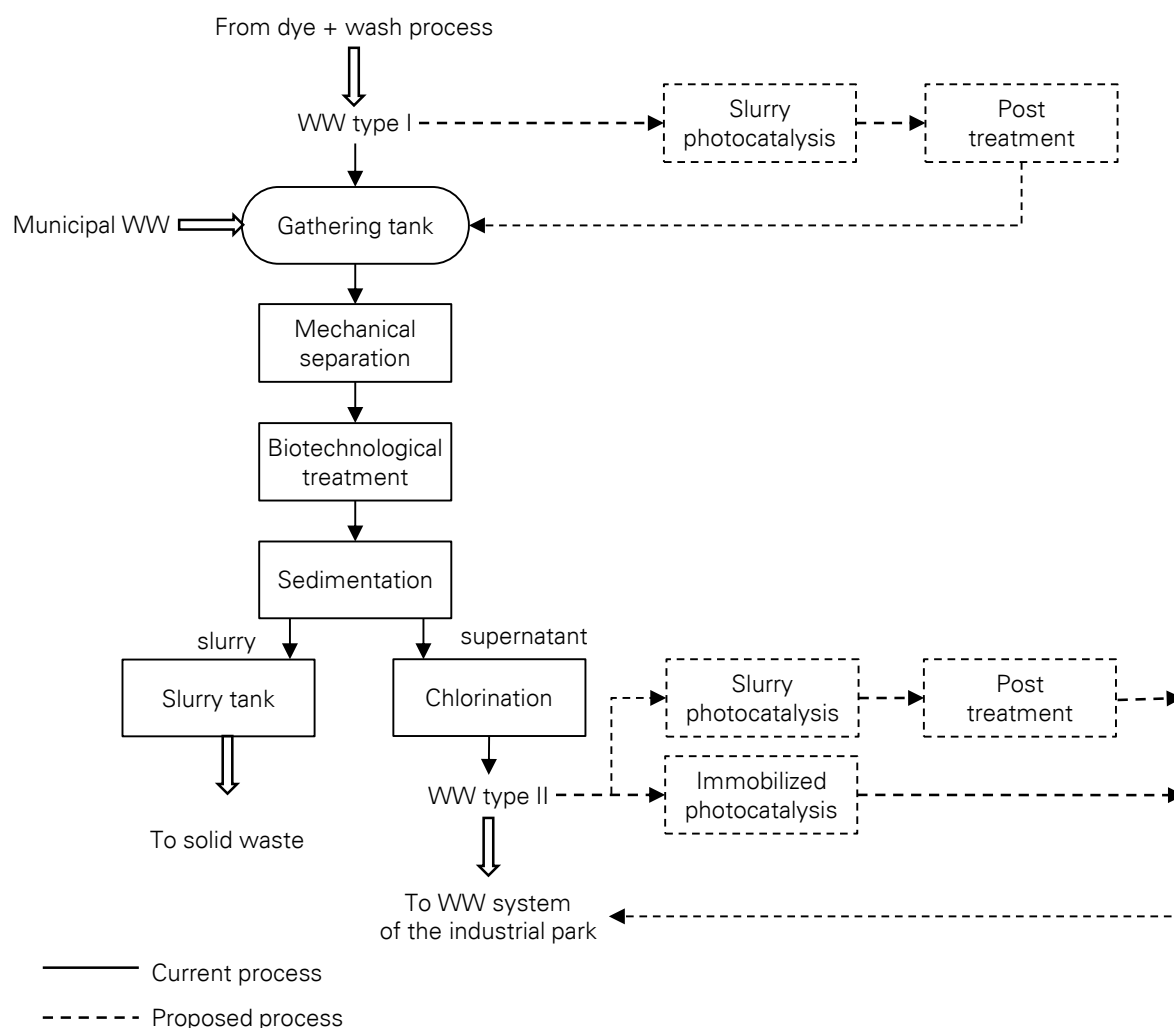 From dye + wash process
WW type I
Slurry
photocatalysis
Post
treatment
Municipal WW
Gathering tank
Mechanical
separation
Biotechnological
treatment
Sedimentation
slurry
supernatant
Slurry tank
Chlorination
Slurry
photocatalysis
Post
treatment
WW type II
Immobilized
photocatalysis
To solid waste
To WW system
of the industrial park
Current process
Proposed process